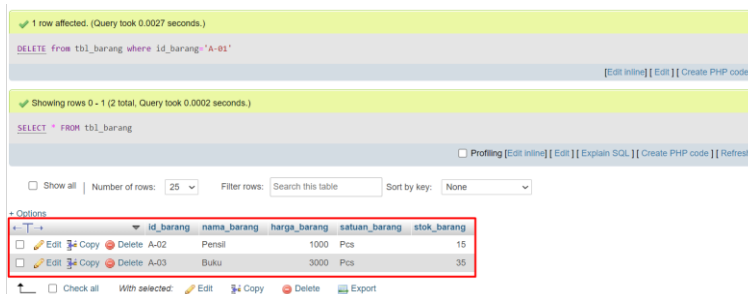 1 row affected. (Query took 0.0027 seconds.)
DELETE from tbl_barang where id_barang='A-01'
[Edit inline] [ Edit ] [ Create PHP code
Showing rows 0 - 1 (2 total, Query took 0.0002 seconds.)
SELECT * FROM tbl_barang
Profiling [Edit inline] [ Edit ] [ Explain SQL ] [ Create PHP code ] [ Refresh
Show all | Number of rows: 25 Filter rows: Search this table Sort by key: None
+ Options
←T→ id_barang nama_barang harga_barang satuan_barang stok_barang
Edit Copy Delete A-02 Pensil 1000 Pcs 15
Edit Copy Delete A-03 Buku 3000 Pcs 35
Check all With selected: Edit Copy Delete Export